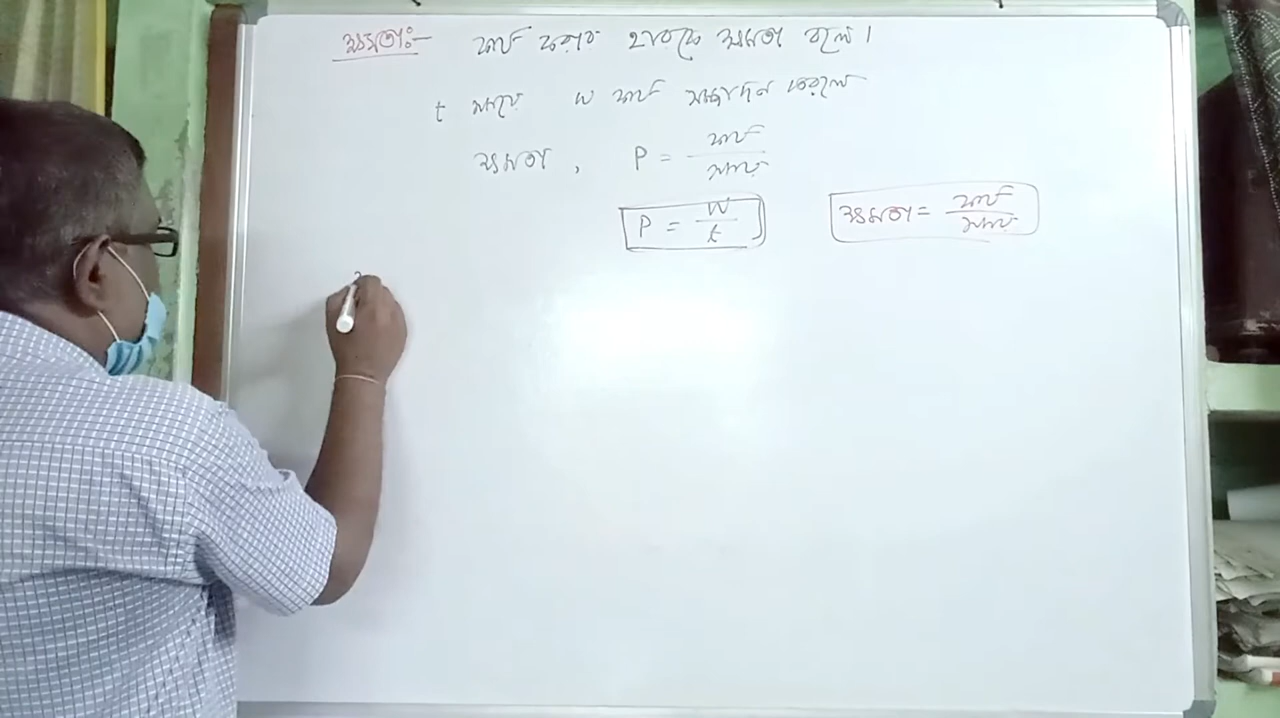 ক্ষমতাঃ- কার্য করার হারকে ক্ষমতা বলে।
t সময়ে W কার্য সম্পাদন করলে
ক্ষমতা, P = কার্য / সময়
P = W / t ক্ষমতা = কার্য / সময়